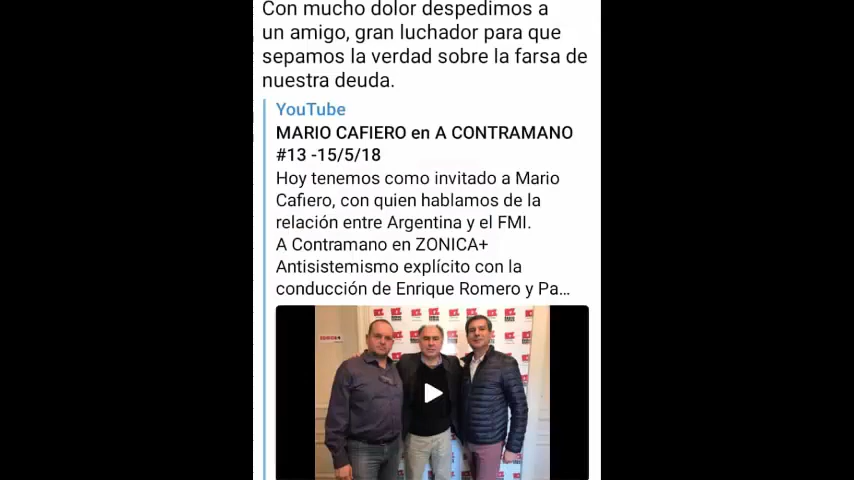 Con mucho dolor despedimos a
un amigo, gran luchador para que
sepamos la verdad sobre la farsa de
nuestra deuda.
YouTube
MARIO CAFIERO en A CONTRAMANO
#13 -15/5/18
Hoy tenemos como invitado a Mario
Cafiero, con quien hablamos de la
relación entre Argentina y el FMI.
A Contramano en ZONICA+
Antisistemismo explícito con la
conducción de Enrique Romero y Pa...